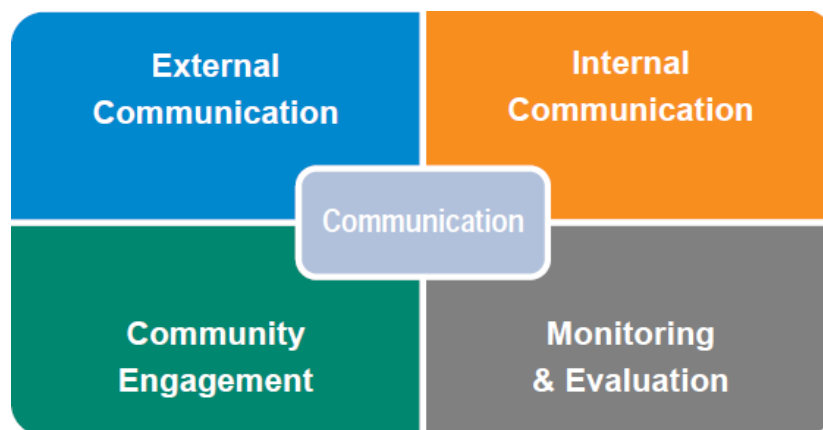 External
Communication
Internal
Communication
Communication
Community
Engagement
Monitoring
& Evaluation